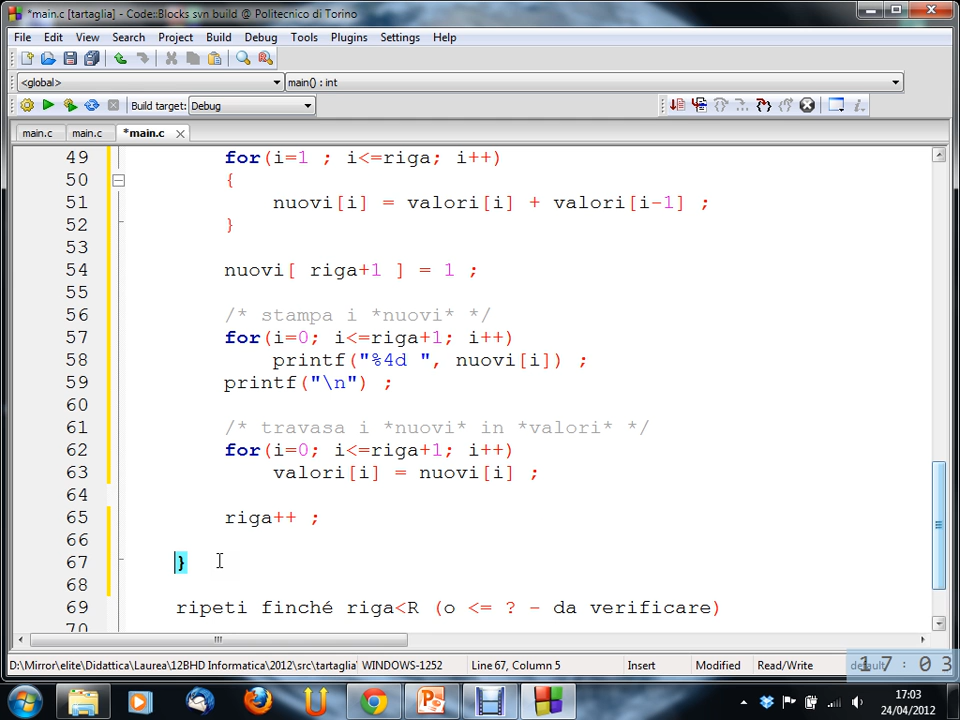 *main.c [tartaglia] - Code::Blocks svn build @ Politecnico di Torino
File Edit View Search Project Build Debug Tools Plugins Settings Help
<global> main() : int
Build target: Debug
main.c main.c *main.c
49 for(i=1 ; i<=riga; i++)
50 {
51 nuovi[i] = valori[i] + valori[i-1] ;
52 }
53
54 nuovi[ riga+1 ] = 1 ;
55
56 /* stampa i *nuovi* */
57 for(i=0; i<=riga+1; i++)
58 printf("%4d ", nuovi[i]) ;
59 printf("\n") ;
60
61 /* travasa i *nuovi* in *valori* */
62 for(i=0; i<=riga+1; i++)
63 valori[i] = nuovi[i] ;
64
65 riga++ ;
66
67 }
68
69 ripeti finché riga<R (o <= ? - da verificare)
70
D:\Mirror\elite\Didattica\Laurea\12BHD Informatica\2012\src\tartaglia\ WINDOWS-1252 Line 67, Column 5 Insert Modified Read/Write default
17:03
17:03
24/04/2012